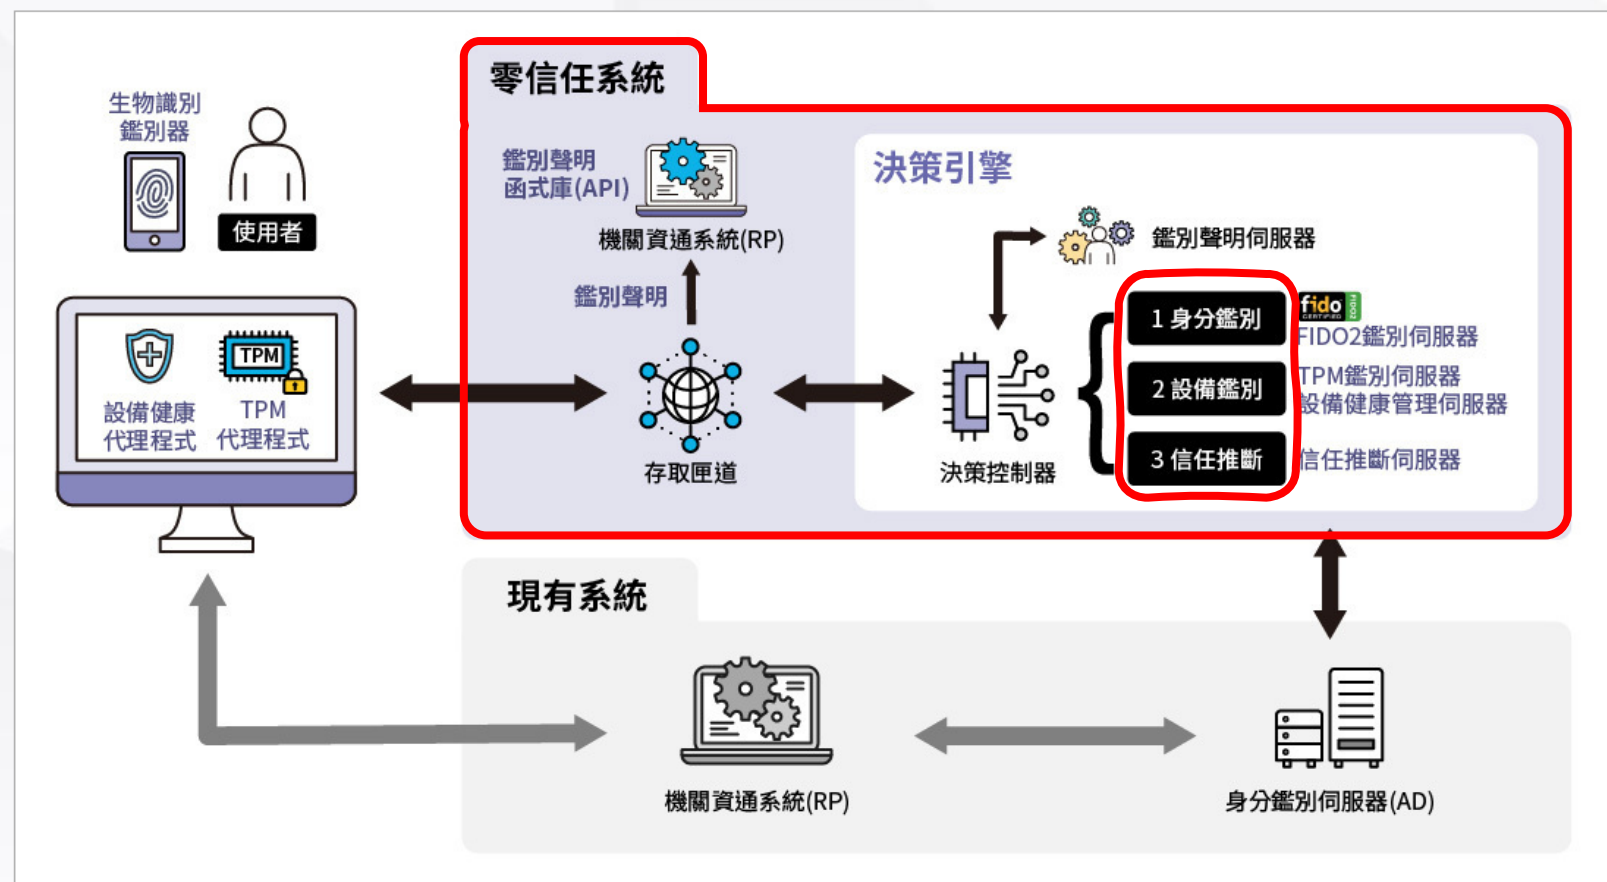 零信任系統
生物識別
鑑別器
使用者
鑑別聲明
函式庫(API)
機關資通系統(RP)
鑑別聲明
存取匣道
決策引擎
鑑別聲明伺服器
決策控制器
1 身分鑑別
fido
CERTIFIED
FIDO2
FIDO2鑑別伺服器
2 設備鑑別
TPM鑑別伺服器
設備健康管理伺服器
3 信任推斷
信任推斷伺服器
TPM
設備健康
代理程式
TPM
代理程式
現有系統
機關資通系統(RP)
身分鑑別伺服器(AD)